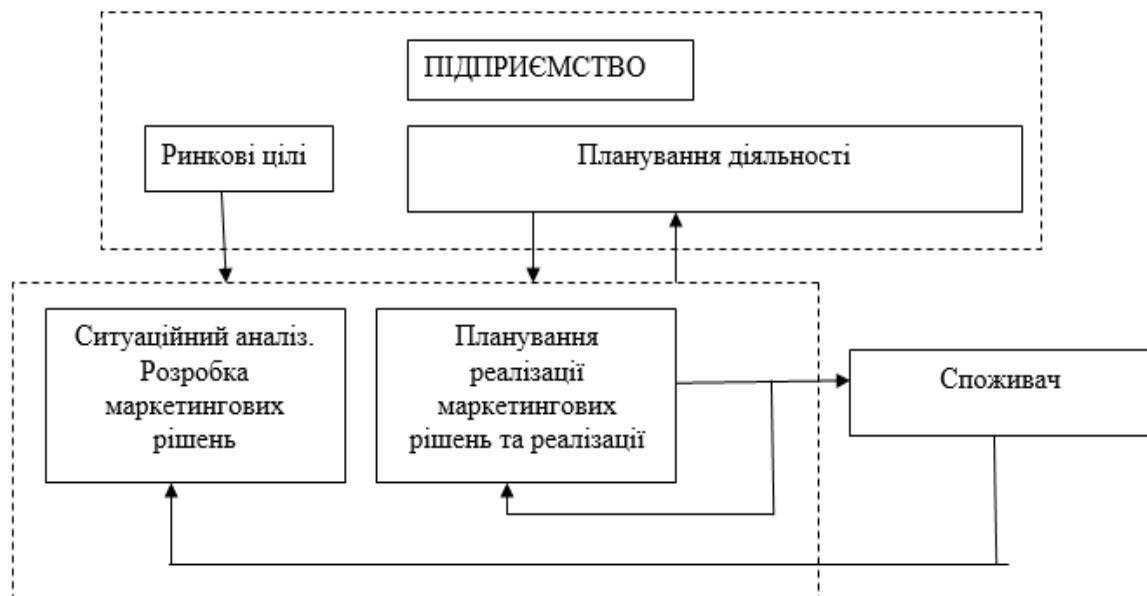 ПІДПРИЄМСТВО
Ринкові цілі
Планування діяльності
Ситуаційний аналіз.
Розробка
маркетингових
рішень
Планування
реалізації
маркетингових
рішень та реалізації
Споживач